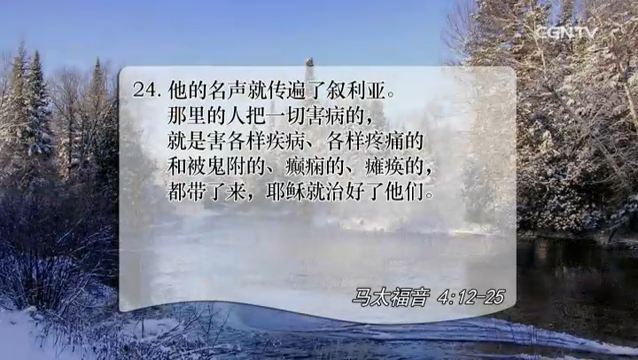 CGNTV
24. 他的名声就传遍了叙利亚。
那里的人把一切害病的，
就是害各样疾病、各样疼痛的
和被鬼附的、癫痫的、瘫痪的，
都带了来，耶稣就治好了他们。
马太福音 4:12-25